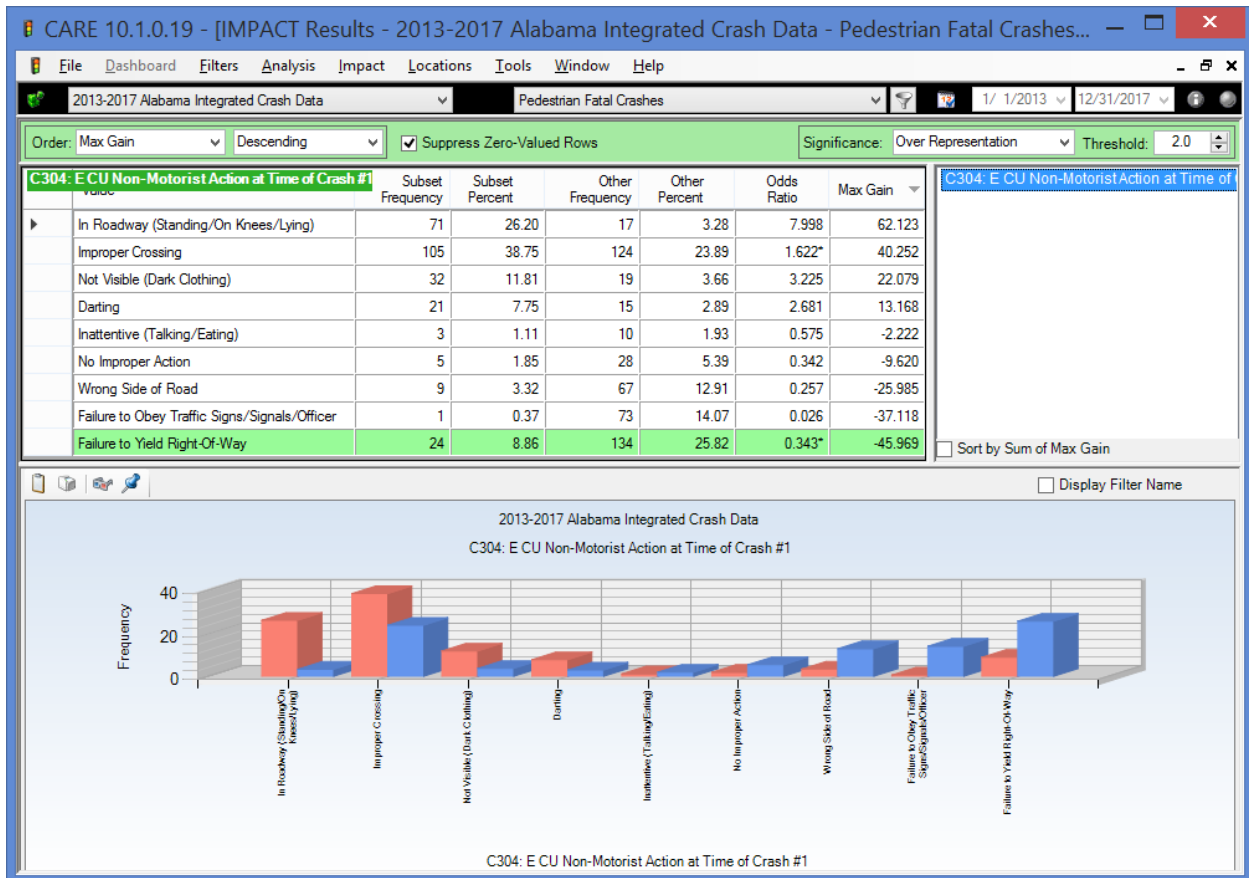 CARE 10.1.0.19 - [IMPACT Results - 2013-2017 Alabama Integrated Crash Data - Pedestrian Fatal Crashes...
File Dashboard Filters Analysis Impact Locations Tools Window Help
2013-2017 Alabama Integrated Crash Data Pedestrian Fatal Crashes 1/ 1/2013 12/31/2017
Order: Max Gain Descending Suppress Zero-Valued Rows Significance: Over Representation Threshold: 2.0
C304: E CU Non-Motorist Action at Time of Crash #1 Subset Frequency Subset Percent Other Frequency Other Percent Odds Ratio Max Gain
C304: E CU Non-Motorist Action at Time of
In Roadway (Standing/On Knees/Lying) 71 26.20 17 3.28 7.998 62.123
Improper Crossing 105 38.75 124 23.89 1.622* 40.252
Not Visible (Dark Clothing) 32 11.81 19 3.66 3.225 22.079
Darting 21 7.75 15 2.89 2.681 13.168
Inattentive (Talking/Eating) 3 1.11 10 1.93 0.575 -2.222
No Improper Action 5 1.85 28 5.39 0.342 -9.620
Wrong Side of Road 9 3.32 67 12.91 0.257 -25.985
Failure to Obey Traffic Signs/Signals/Officer 1 0.37 73 14.07 0.026 -37.118
Failure to Yield Right-Of-Way 24 8.86 134 25.82 0.343* -45.969
Sort by Sum of Max Gain
Display Filter Name
2013-2017 Alabama Integrated Crash Data
C304: E CU Non-Motorist Action at Time of Crash #1
Frequency
40
20
0
In Roadway (Standing/On
Knees/Lying)
Improper Crossing
Not Visible (Dark Clothing)
Darting
Inattentive (Talking/Eating)
No Improper Action
Wrong Side of Road
Failure to Obey Traffic
Signs/Signals/Officer
Failure to Yield Right-Of-Way
C304: E CU Non-Motorist Action at Time of Crash #1